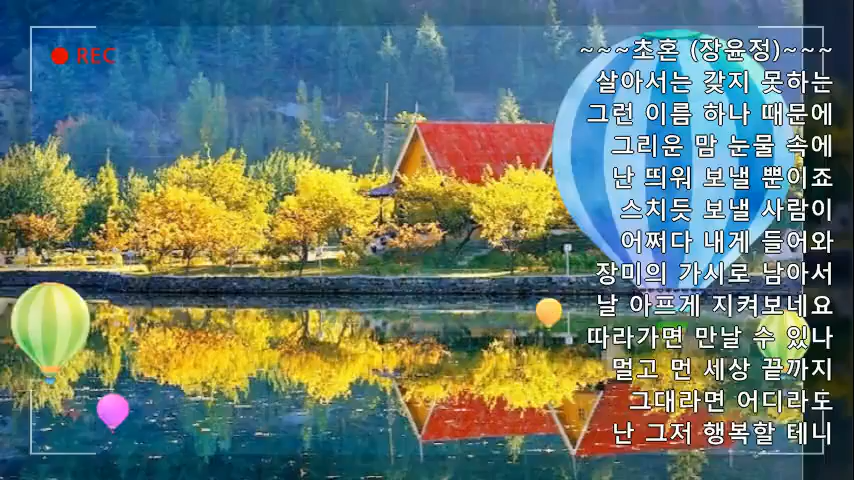 REC
~~~초혼 (장윤정)~~~
살아서는 갖지 못하는
그런 이름 하나 때문에
그리운 맘 눈물 속에
난 띄워 보낼 뿐이죠
스치듯 보낼 사람이
어쩌다 내게 들어와
장미의 가시로 남아서
날 아프게 지켜보네요
따라가면 만날 수 있나
멀고 먼 세상 끝까지
그대라면 어디라도
난 그저 행복할 테니